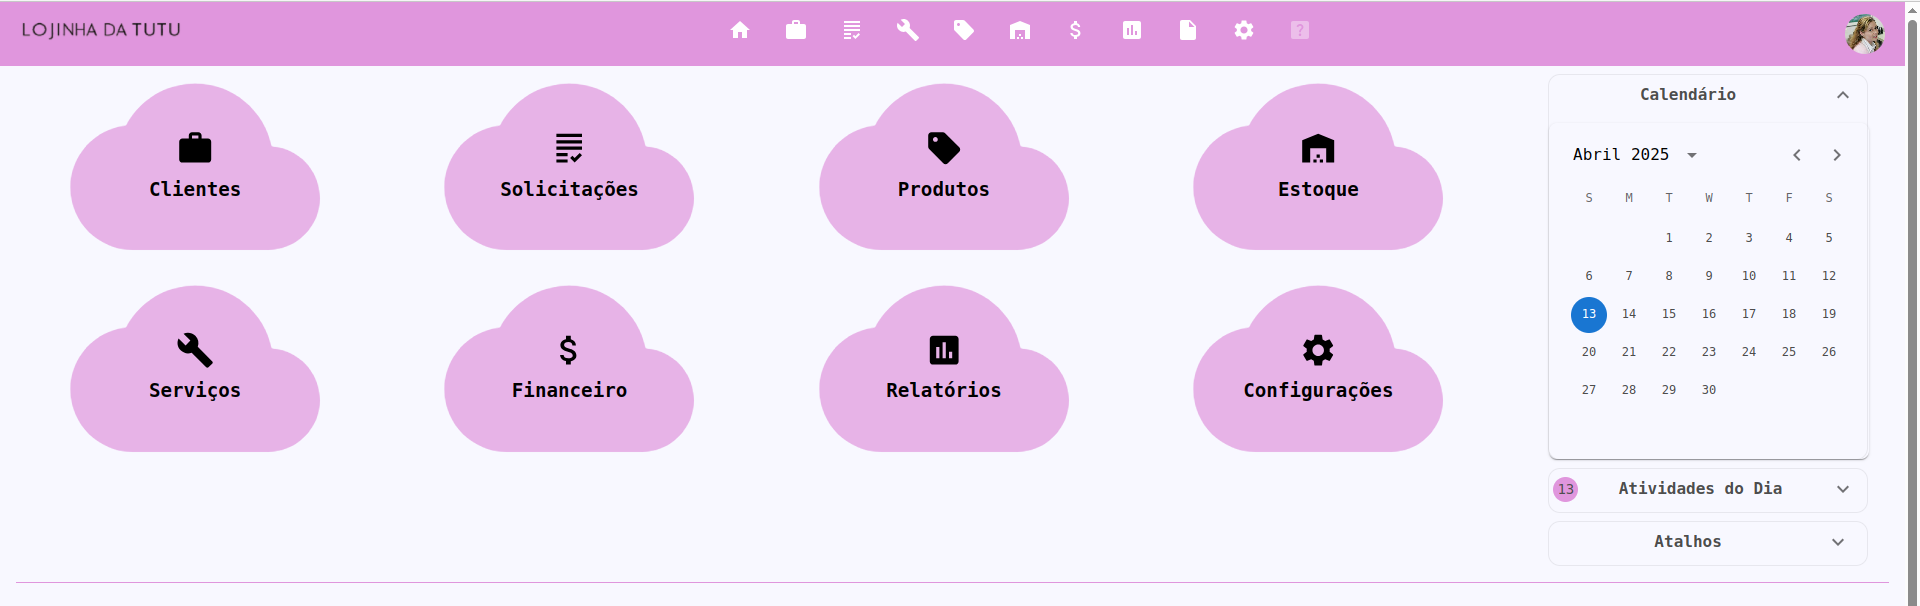 LOJINHA DA TUTU
?
Clientes
Solicitações
Produtos
Estoque
Serviços
Financeiro
Relatórios
Configurações
Calendário
Abril 2025
S M T W T F S
1 2 3 4 5
6 7 8 9 10 11 12
13 14 15 16 17 18 19
20 21 22 23 24 25 26
27 28 29 30
13 Atividades do Dia
Atalhos